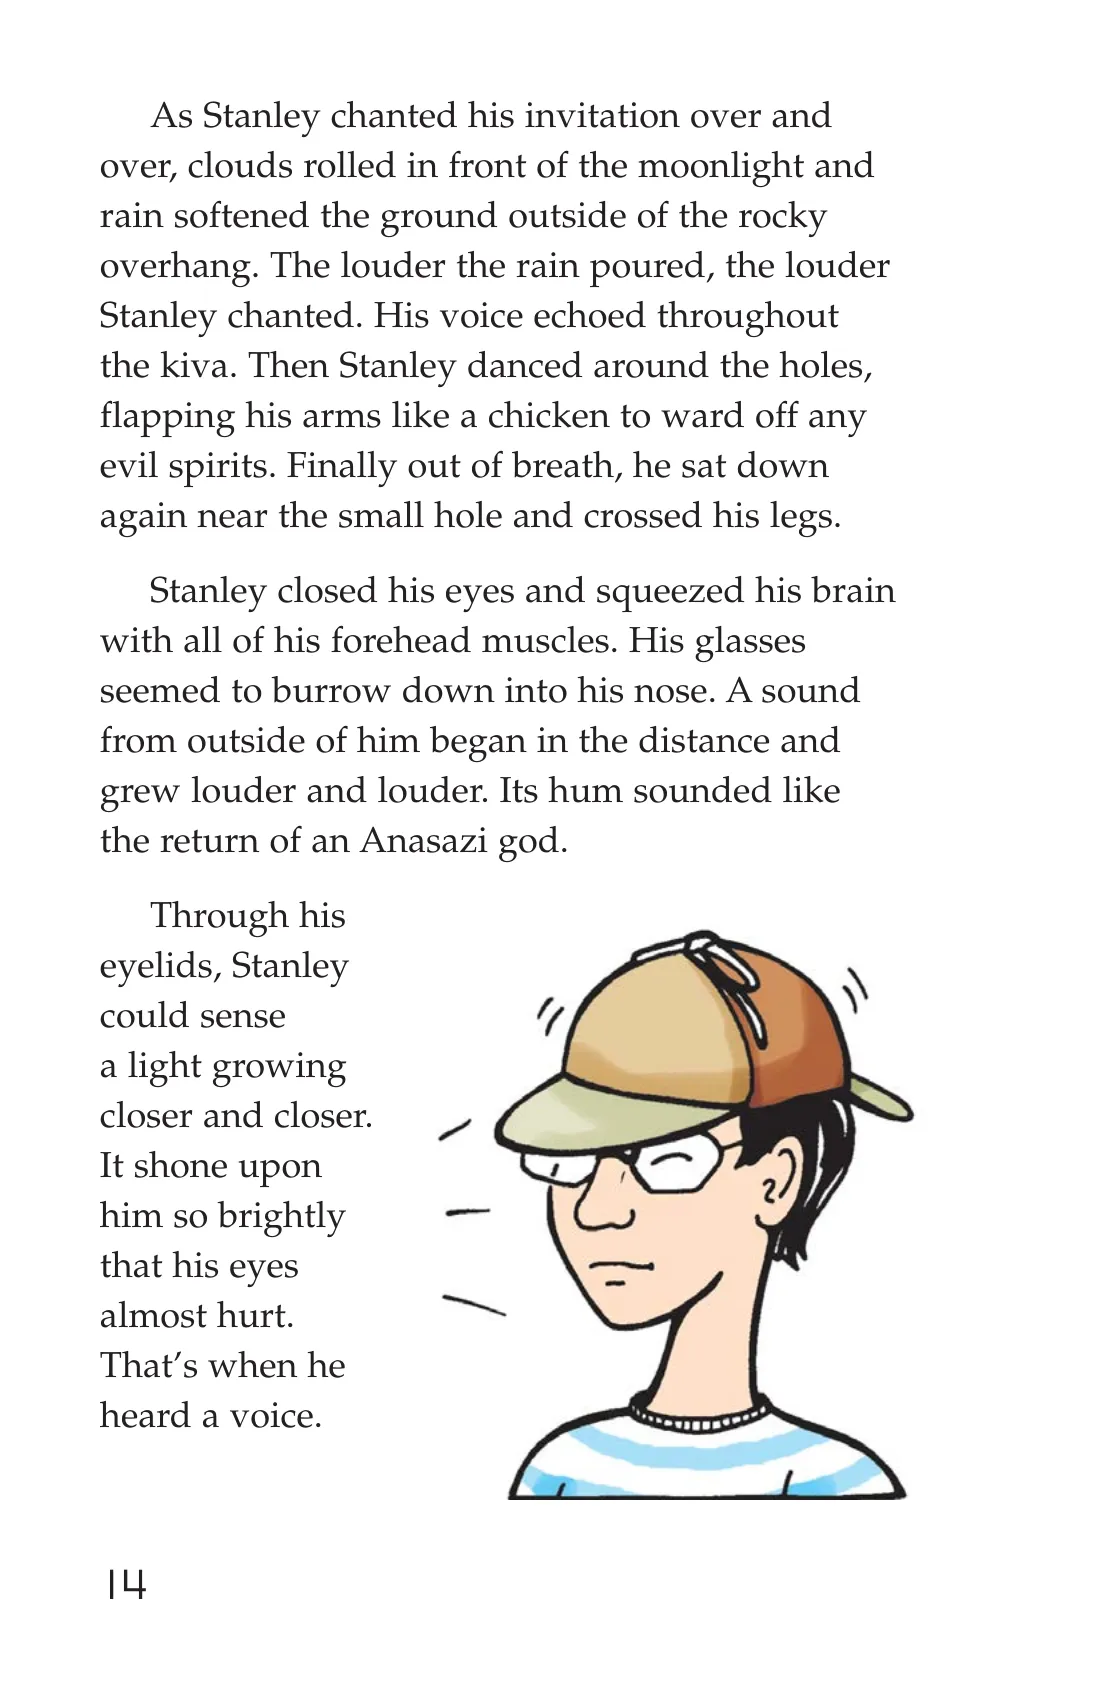 As Stanley chanted his invitation over and
over, clouds rolled in front of the moonlight and
rain softened the ground outside of the rocky
overhang. The louder the rain poured, the louder
Stanley chanted. His voice echoed throughout
the kiva. Then Stanley danced around the holes,
flapping his arms like a chicken to ward off any
evil spirits. Finally out of breath, he sat down
again near the small hole and crossed his legs.
Stanley closed his eyes and squeezed his brain
with all of his forehead muscles. His glasses
seemed to burrow down into his nose. A sound
from outside of him began in the distance and
grew louder and louder. Its hum sounded like
the return of an Anasazi god.
Through his
eyelids, Stanley
could sense
a light growing
closer and closer.
It shone upon
him so brightly
that his eyes
almost hurt.
That’s when he
heard a voice.
14